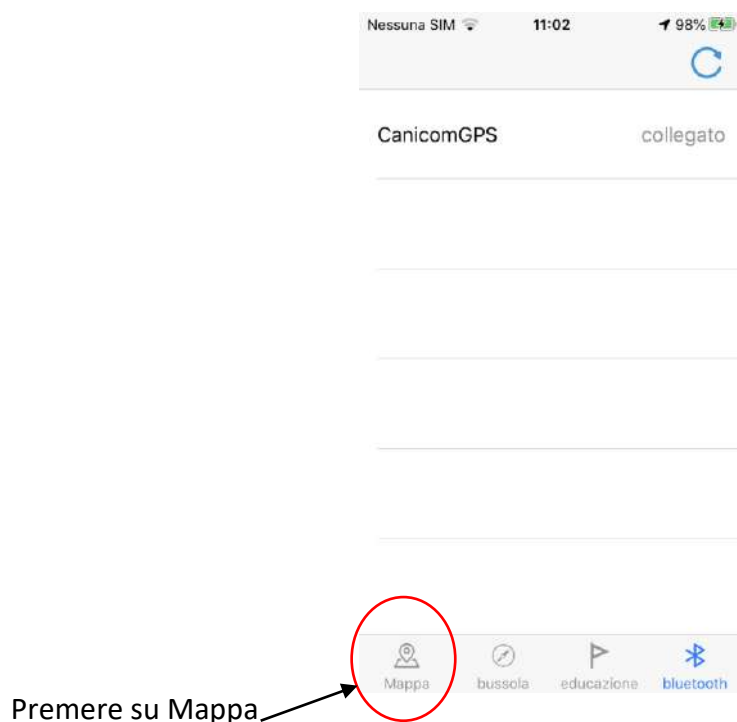 Nessuna SIM 11:02 98%
CanicomGPS collegato
Mappa bussola educazione bluetooth
Premere su Mappa